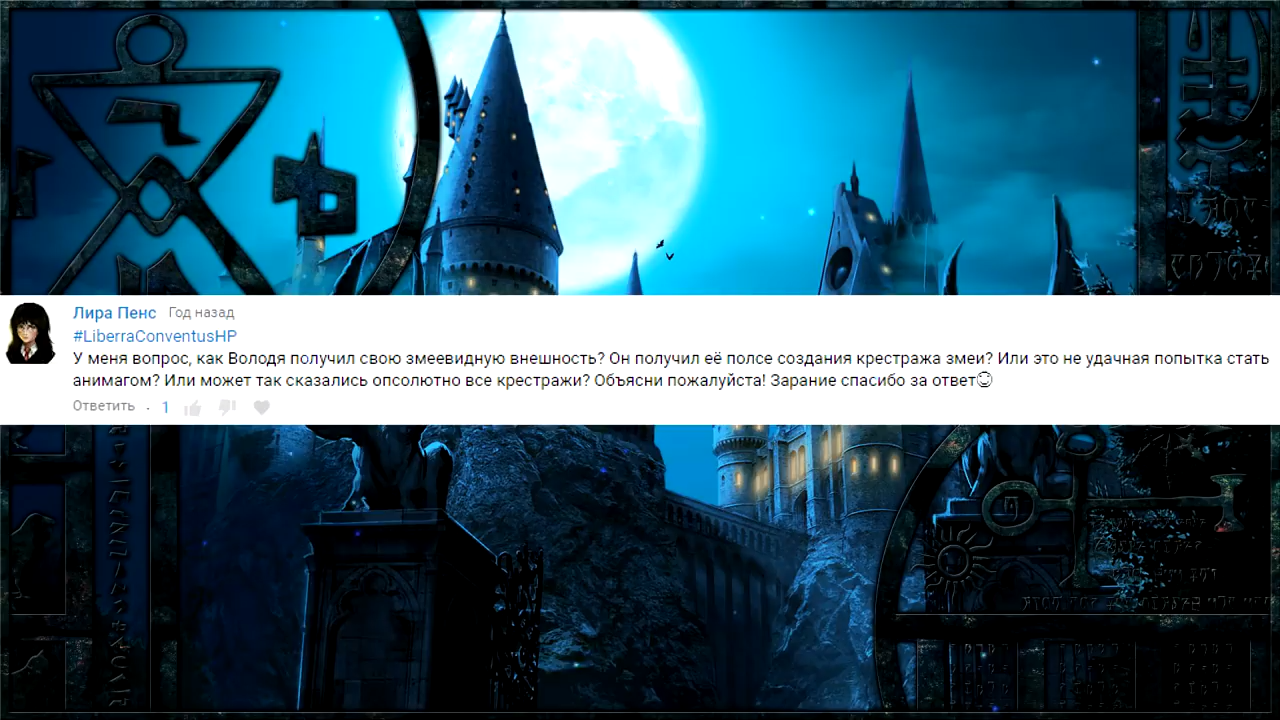 Лира Пенс Год назад
#LiberraConventusHP
У меня вопрос, как Володя получил свою змеевидную внешность? Он получил её полсе создания крестража змеи? Или это не удачная попытка стать
анимагом? Или может так сказались опсолютно все крестражи? Объясни пожалуйста! Зарание спасибо за ответ☺
Ответить · 1